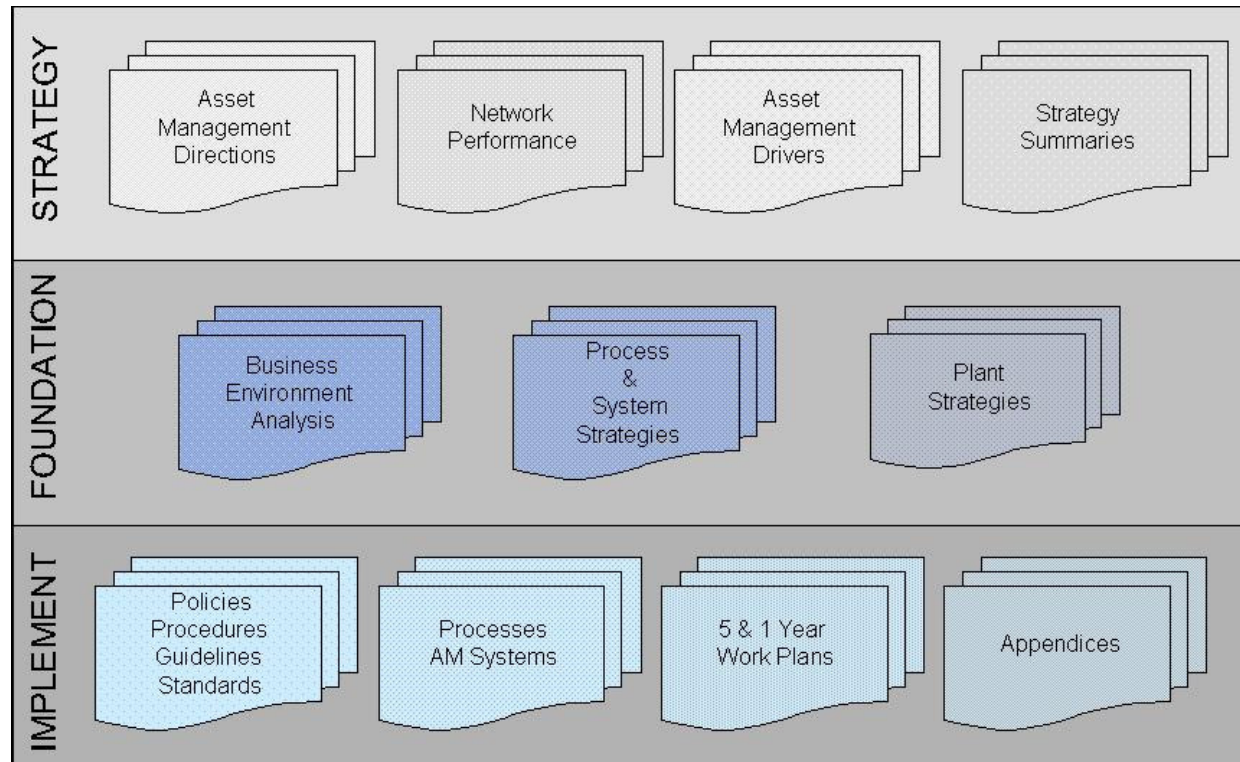 STRATEGY
Asset
Management
Directions
Network
Performance
Asset
Management
Drivers
Strategy
Summaries
FOUNDATION
Business
Environment
Analysis
Process
&
System
Strategies
Plant
Strategies
IMPLEMENT
Policies
Procedures
Guidelines
Standards
Processes
AM Systems
5 & 1 Year
Work Plans
Appendices